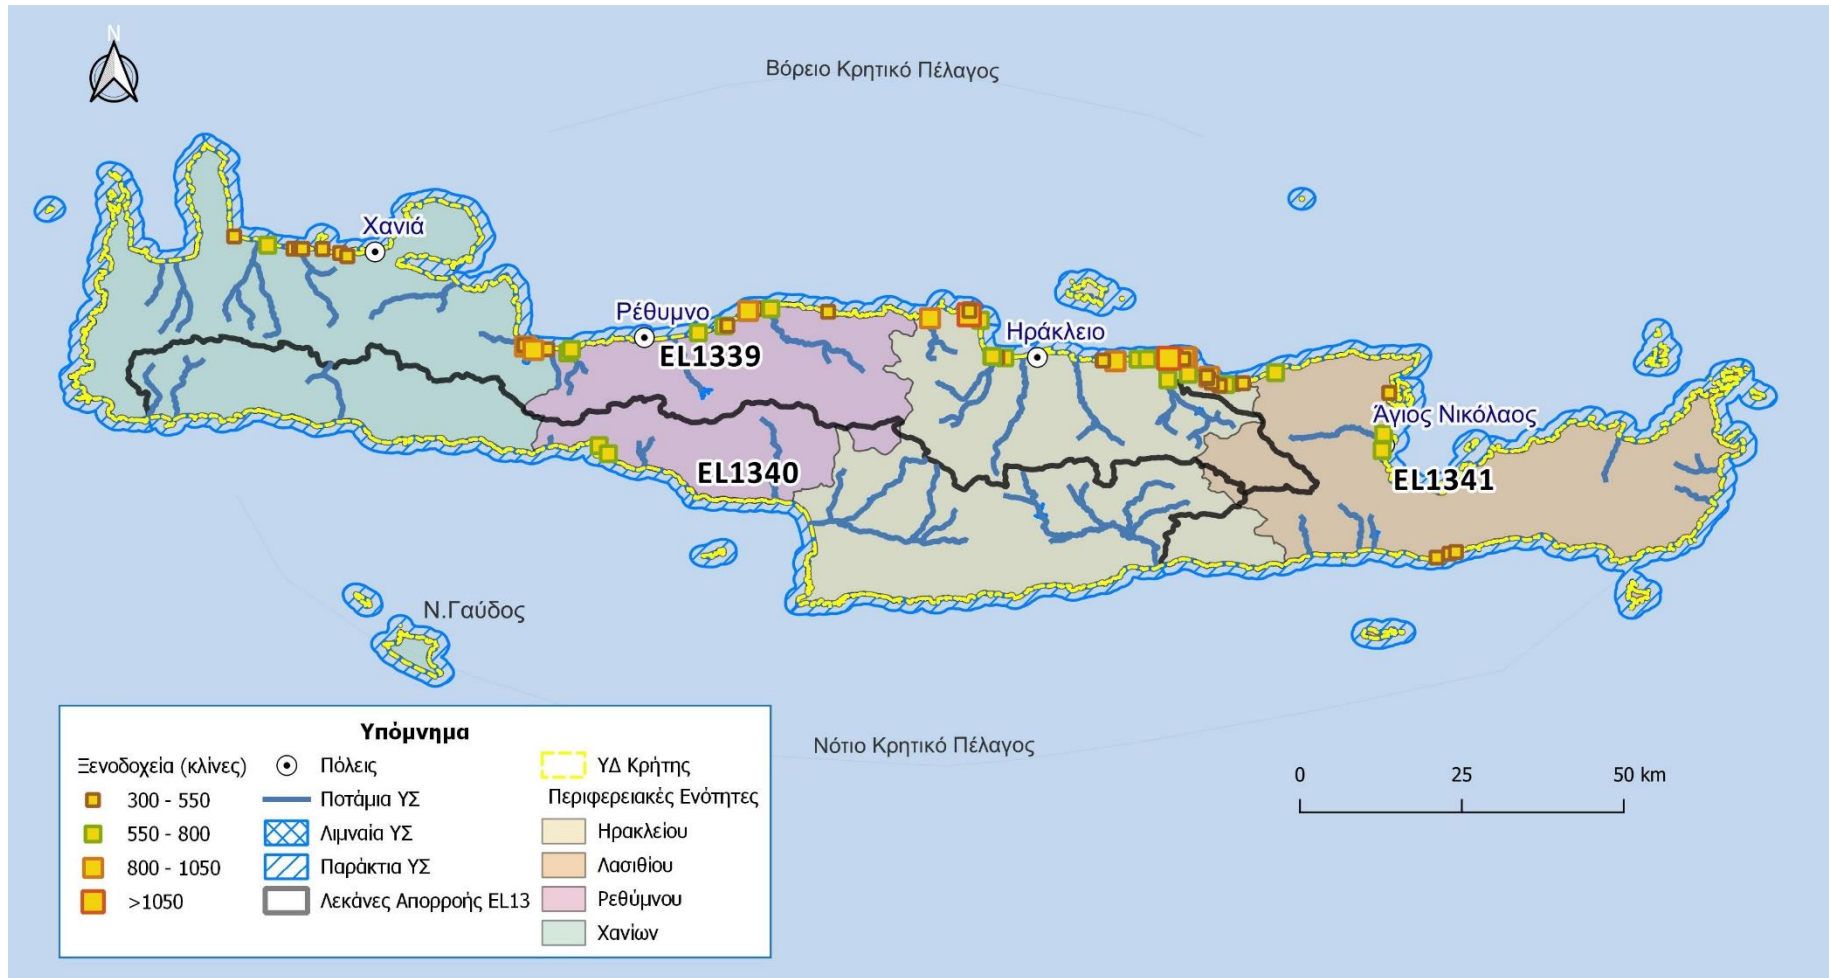 N
Βόρειο Κρητικό Πέλαγος
Χανιά
Ρέθυμνο
Ηράκλειο
EL1339
Άγιος Νικόλαος
EL1340
EL1341
Ν.Γαύδος
Νότιο Κρητικό Πέλαγος
Υπόμνημα
Ξενοδοχεία (κλίνες)
300 - 550
550 - 800
800 - 1050
>1050
Πόλεις
Ποτάμια ΥΣ
Λιμναία ΥΣ
Παράκτια ΥΣ
Λεκάνες Απορροής EL13
ΥΔ Κρήτης
Περιφερειακές Ενότητες
Ηρακλείου
Λασιθίου
Ρεθύμνου
Χανίων
0 25 50 km